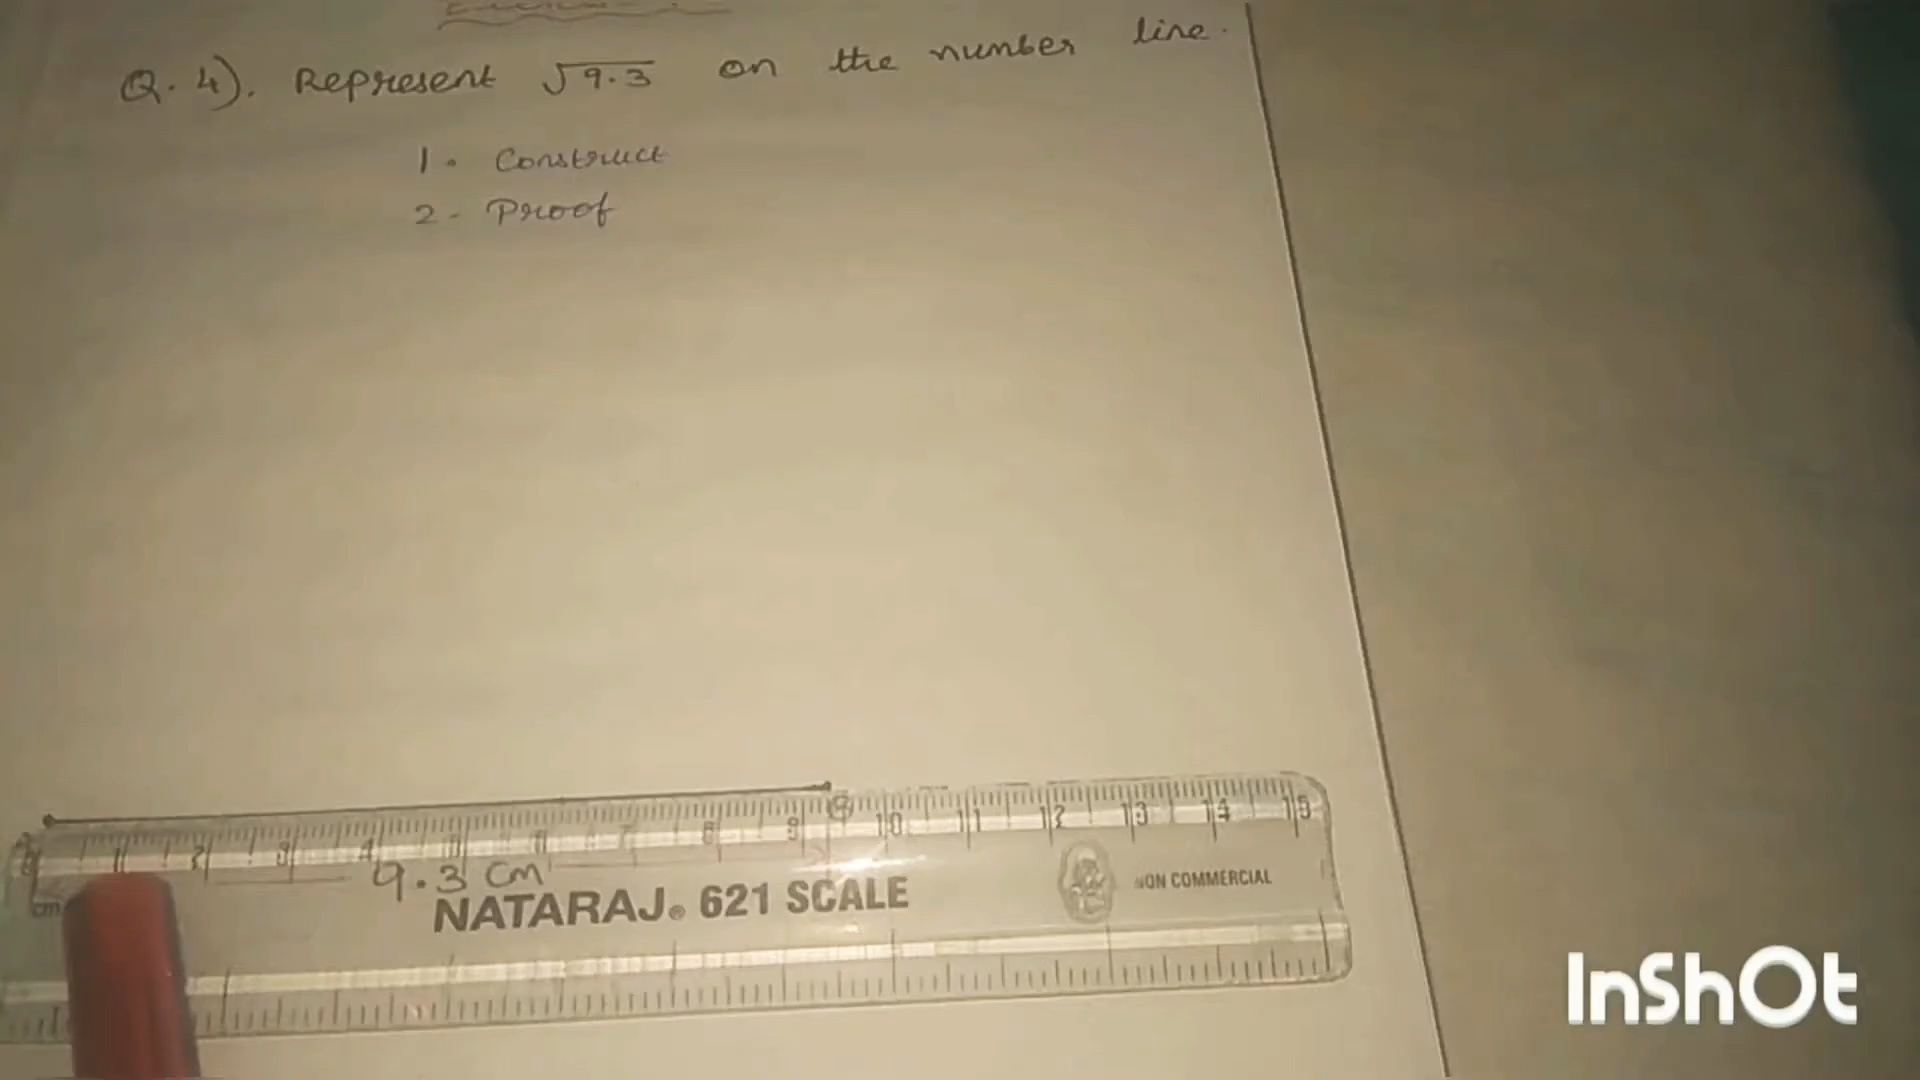 Q. 4). Represent √9.3 on the number line.
1. Construct
2 - Proof
A
B
0 1 2 3 4 5 6 7 8 9 10 11 12 13 14 15
9.3 cm
cm
NATARAJ® 621 SCALE
NON COMMERCIAL
InShOt